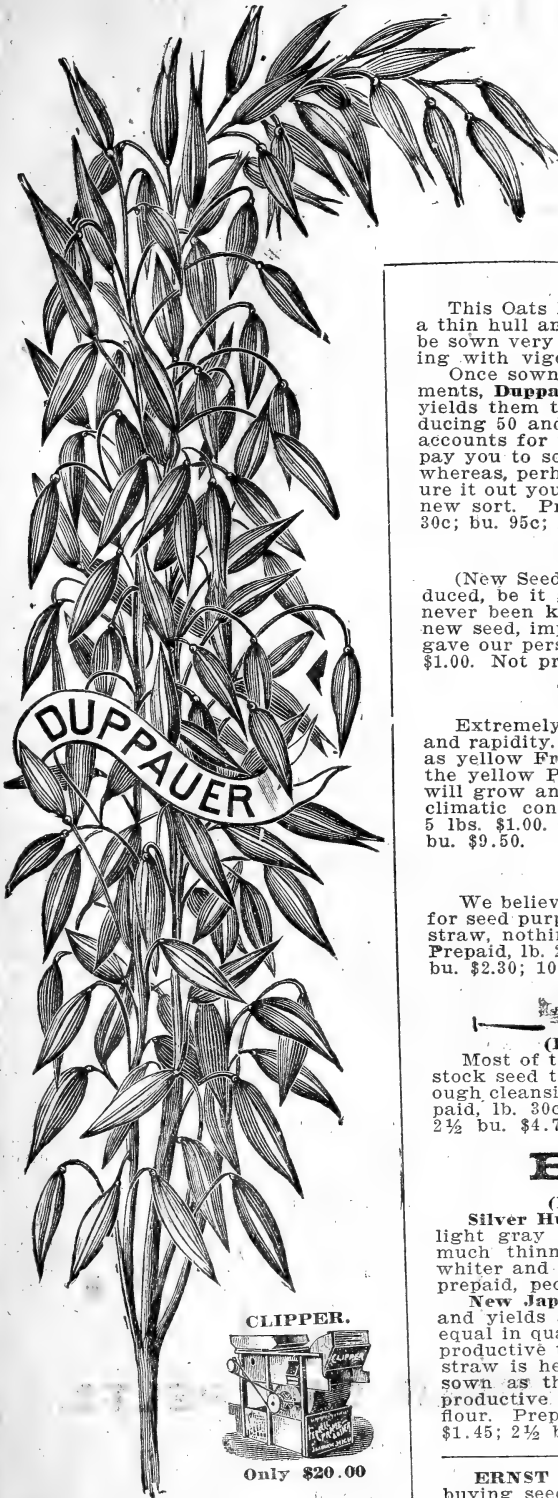 DUPPAUER
CLIPPER.
CLIPPER
Only $20.00
This Oats
a thin hull an
be sown very
ing with vig
Once sown
ments, Duppa
yields them t
ducing 50 and
accounts for
pay you to so
whereas, perh
ure it out you
new sort. Pr
30c; bu. 95c;
(New Seed
duced, be it
never been k
new seed, im
gave our pers
$1.00. Not pr
Extremely
and rapidity.
as yellow Fr
the yellow P
will grow an
climatic con
5 lbs. $1.00.
bu. $9.50.
We believ
for seed purp
straw, nothi
Prepaid, lb. 2
bu. $2.30; 10
Most of t
stock seed t
ough cleansi
paid, lb. 30c
2½ bu. $4.7
Silver Hu
light gray
much thinn
whiter and
prepaid, pec
New Jap
and yields
equal in qua
productive
straw is he
sown as th
productive
flour. Prep
$1.45; 2½ b
ERNST
buying seed